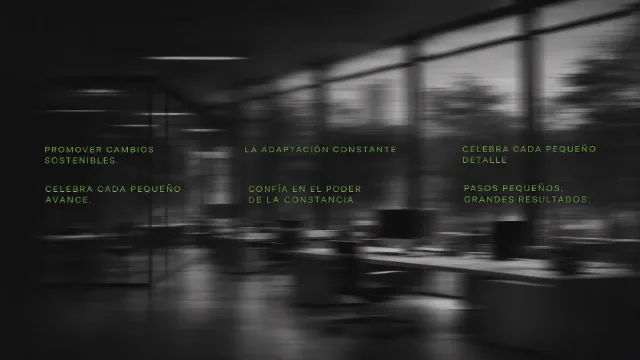 PROMOVER CAMBIOS
SOSTENIBLES.
CELEBRA CADA PEQUEÑO
AVANCE.
LA ADAPTACIÓN CONSTANTE
CONFÍA EN EL PODER
DE LA CONSTANCIA.
CELEBRA CADA PEQUEÑO
DETALLE
PASOS PEQUEÑOS,
GRANDES RESULTADOS.